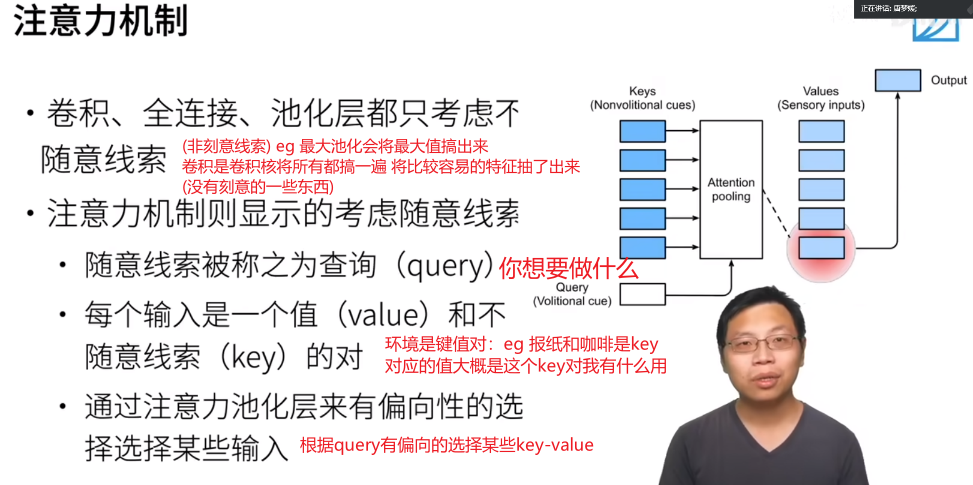 正在讲话: 唐梦媛;
注意力机制
• 卷积、全连接、池化层都只考虑不
随意线索
(非刻意线索) eg 最大池化会将最大值搞出来
卷积是卷积核将所有都搞一遍 将比较容易的特征抽了出来
(没有刻意的一些东西)
• 注意力机制则显示的考虑随意线索
• 随意线索被称之为查询（query）你想要做什么
• 每个输入是一个值（value）和不
随意线索（key）的对
环境是键值对：eg 报纸和咖啡是key
对应的值大概是这个key对我有什么用
• 通过注意力池化层来有偏向性的选
择选择某些输入
根据query有偏向的选择某些key-value
Keys
(Nonvolitional cues)
Values
(Sensory inputs)
Output
Attention
pooling
Query
(Volitional cue)